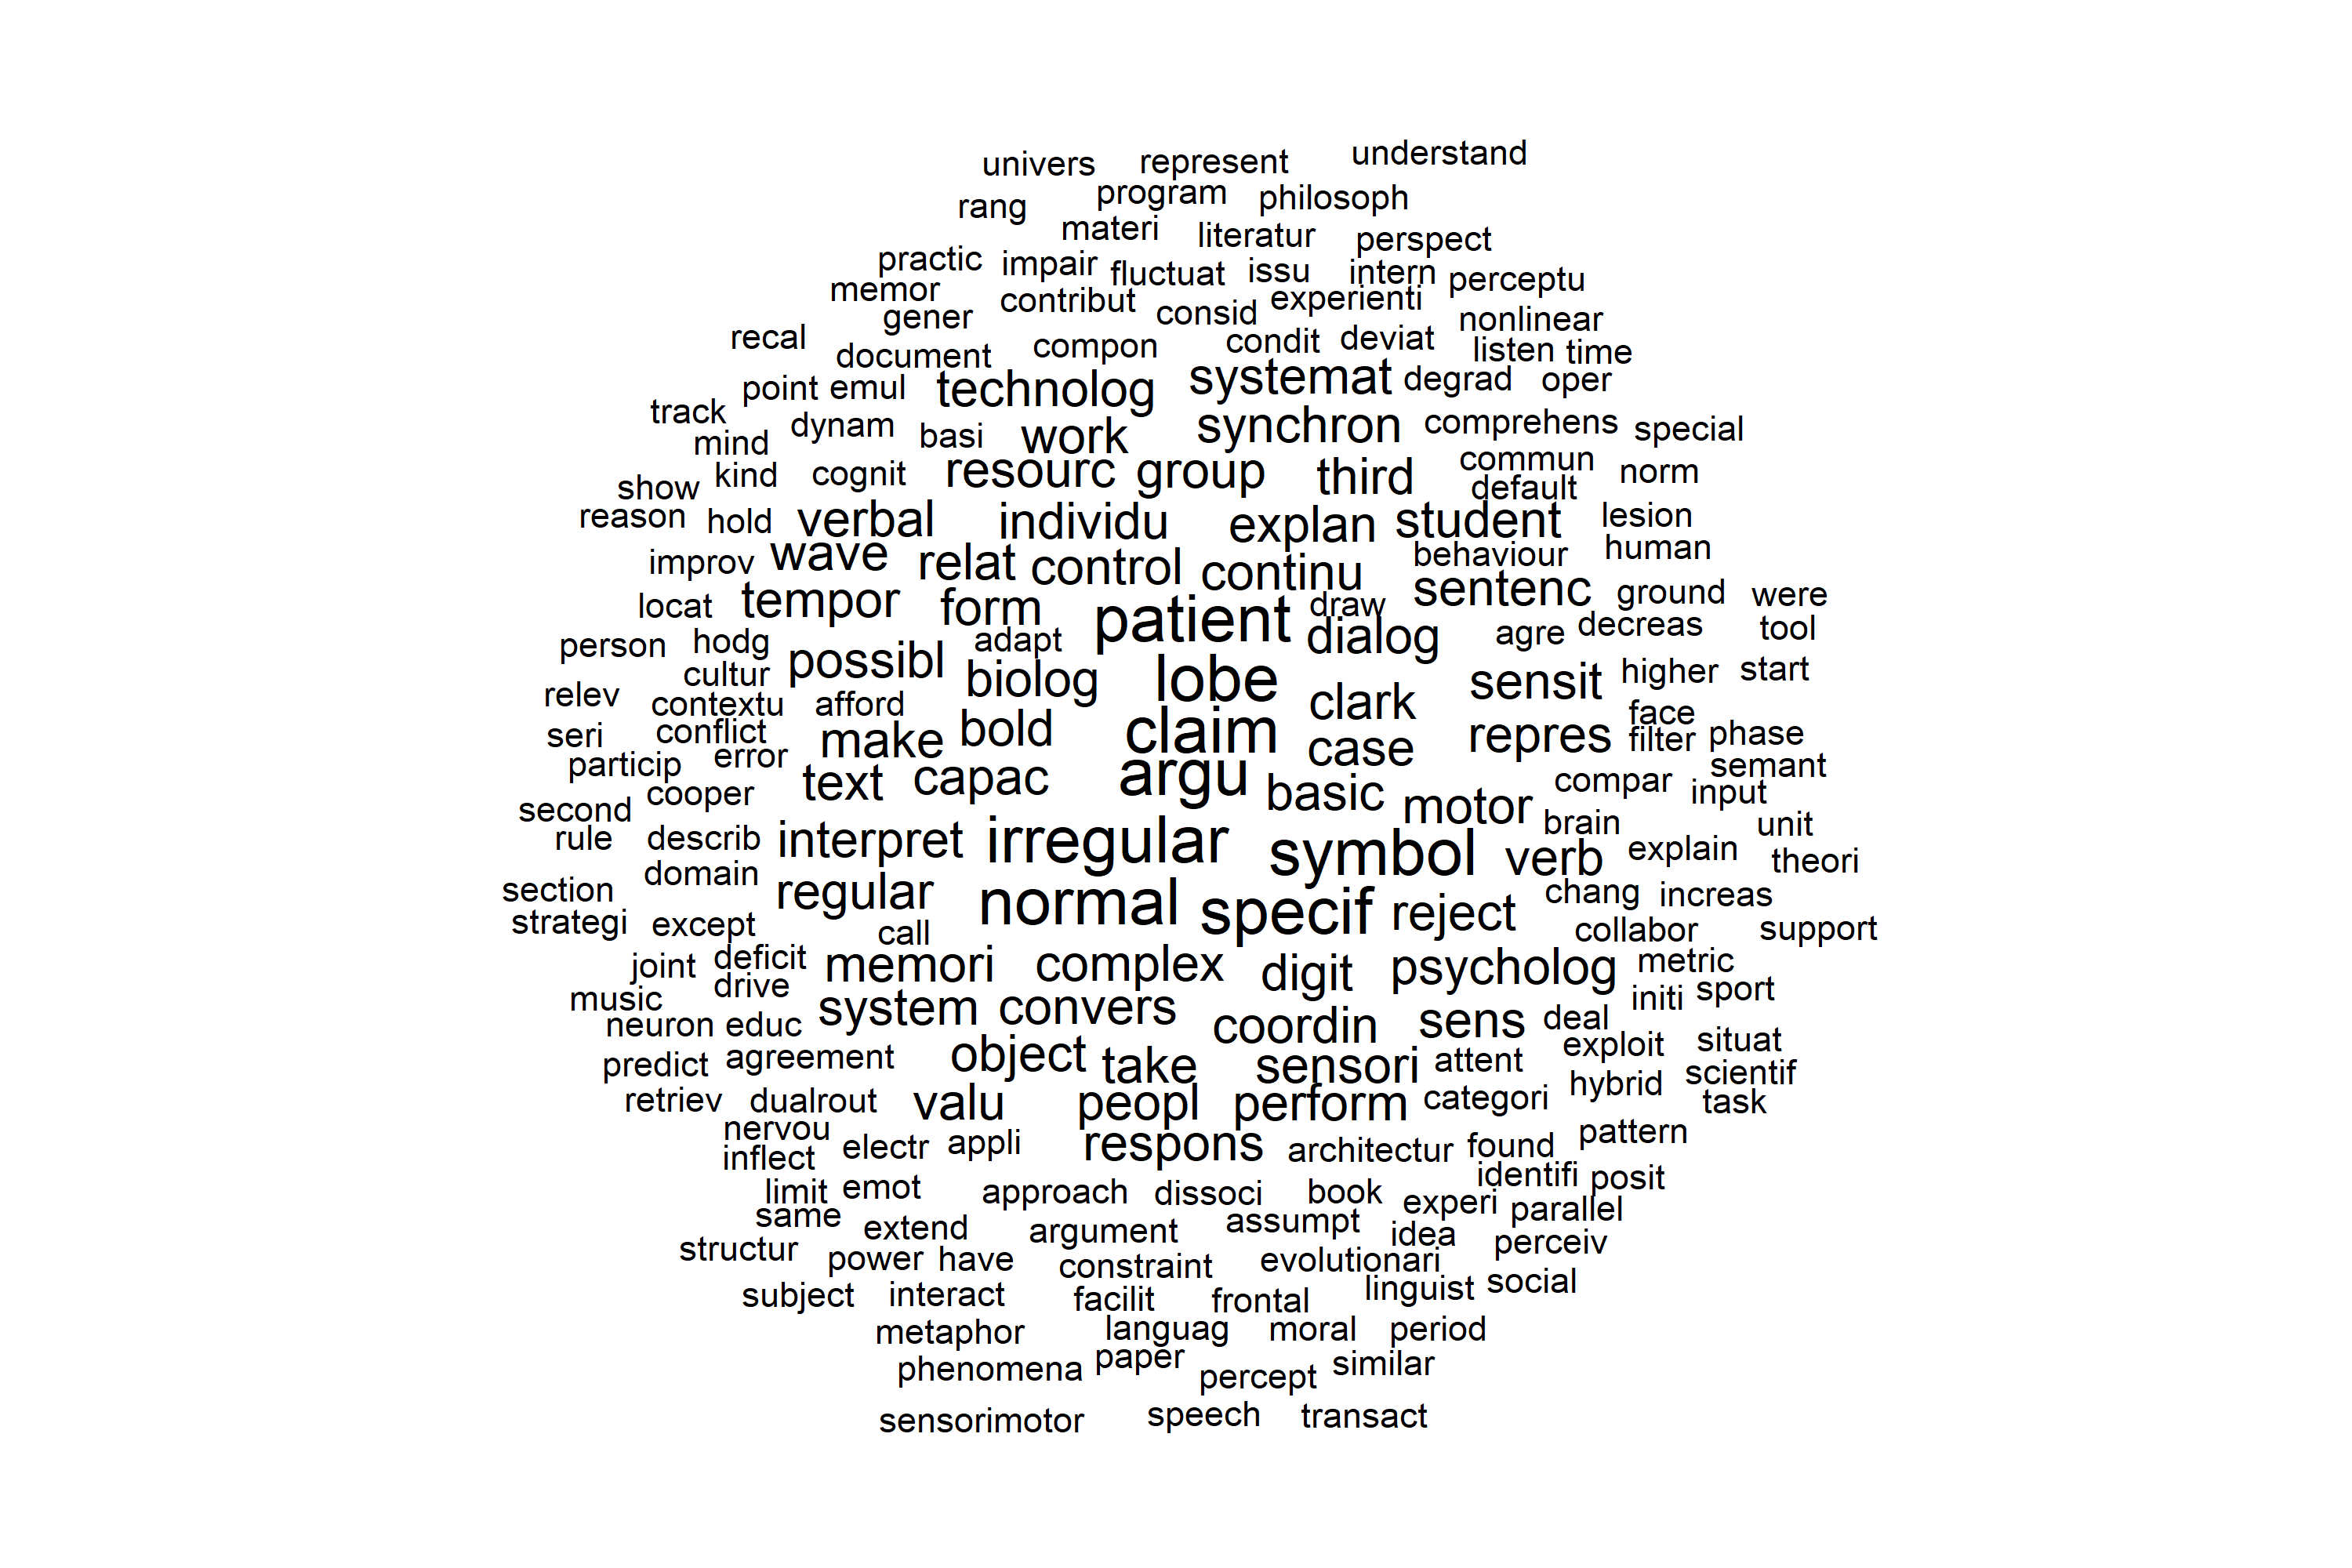 univers represent understand
rang program philosoph
materi literatur perspect
practic impair fluctuat issu intern perceptu
memor contribut consid experienti
gener nonlinear
recal document compon condit deviat listen time
point emul technolog systemat degrad oper
track dynam basi work synchron comprehens special
mind
kind cognit resourc group third commun norm
show default
reason hold verbal individu explan student lesion
improv wave relat control continu behaviour human
locat tempor form patient draw sentenc ground were
person hodg adapt dialog agre decreas tool
cultur possibl biolog lobe sensit higher start
relev contextu afford clark face
seri conflict make bold claim case repres filter phase
particip error text capac argu basic motor compar semant
second cooper input
rule describ interpret irregular symbol verb brain explain unit
domain theori
section regular normal specif reject chang increas
strategi except call collabor support
joint deficit memori complex digit psycholog metric
music drive system convers initi sport
neuron educ coordin sens deal
predict agreement object take sensori attent exploit situat
retriev dualrout valu peopl perform categori hybrid scientif
task
nervou electr appli respons architectur found pattern
inflect identifi posit
limit emot approach dissoci book experi parallel
same extend argument assumpt idea
structur power have constraint evolutionari perceiv
subject interact facilit frontal linguist social
metaphor languag moral period
phenomena paper percept similar
sensorimotor speech transact